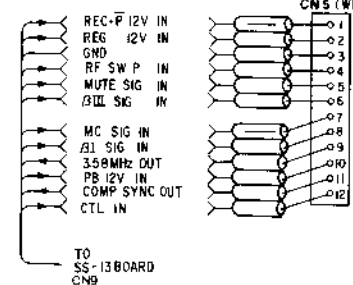 CN5 (W
REC·P̅ 12V IN
REG 12V IN
GND
RF SW P IN
MUTE SIG IN
βIII SIG IN
MC SIG IN
βI SIG IN
3.58MHz OUT
PB 12V IN
COMP SYNC OUT
CTL IN
1
2
3
4
5
6
7
8
9
10
11
12
TO
SS-13 BOARD
CN9